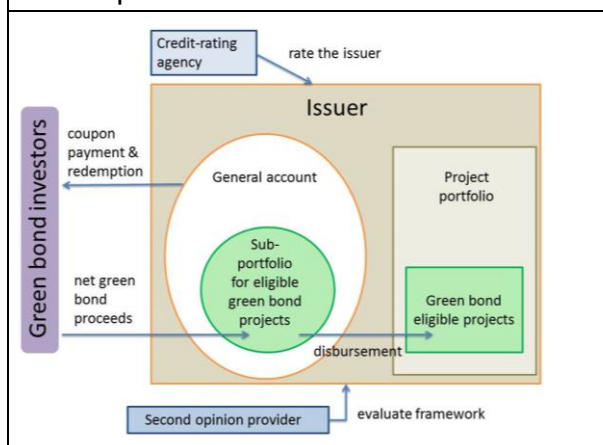 Credit-rating
agency
rate the issuer
Issuer
Green bond investors
coupon
payment &
redemption
General account
Project
portfolio
Sub-
portfolio
for eligible
green bond
projects
net green
bond
proceeds
Green bond
eligible projects
disbursement
Second opinion provider
evaluate framework